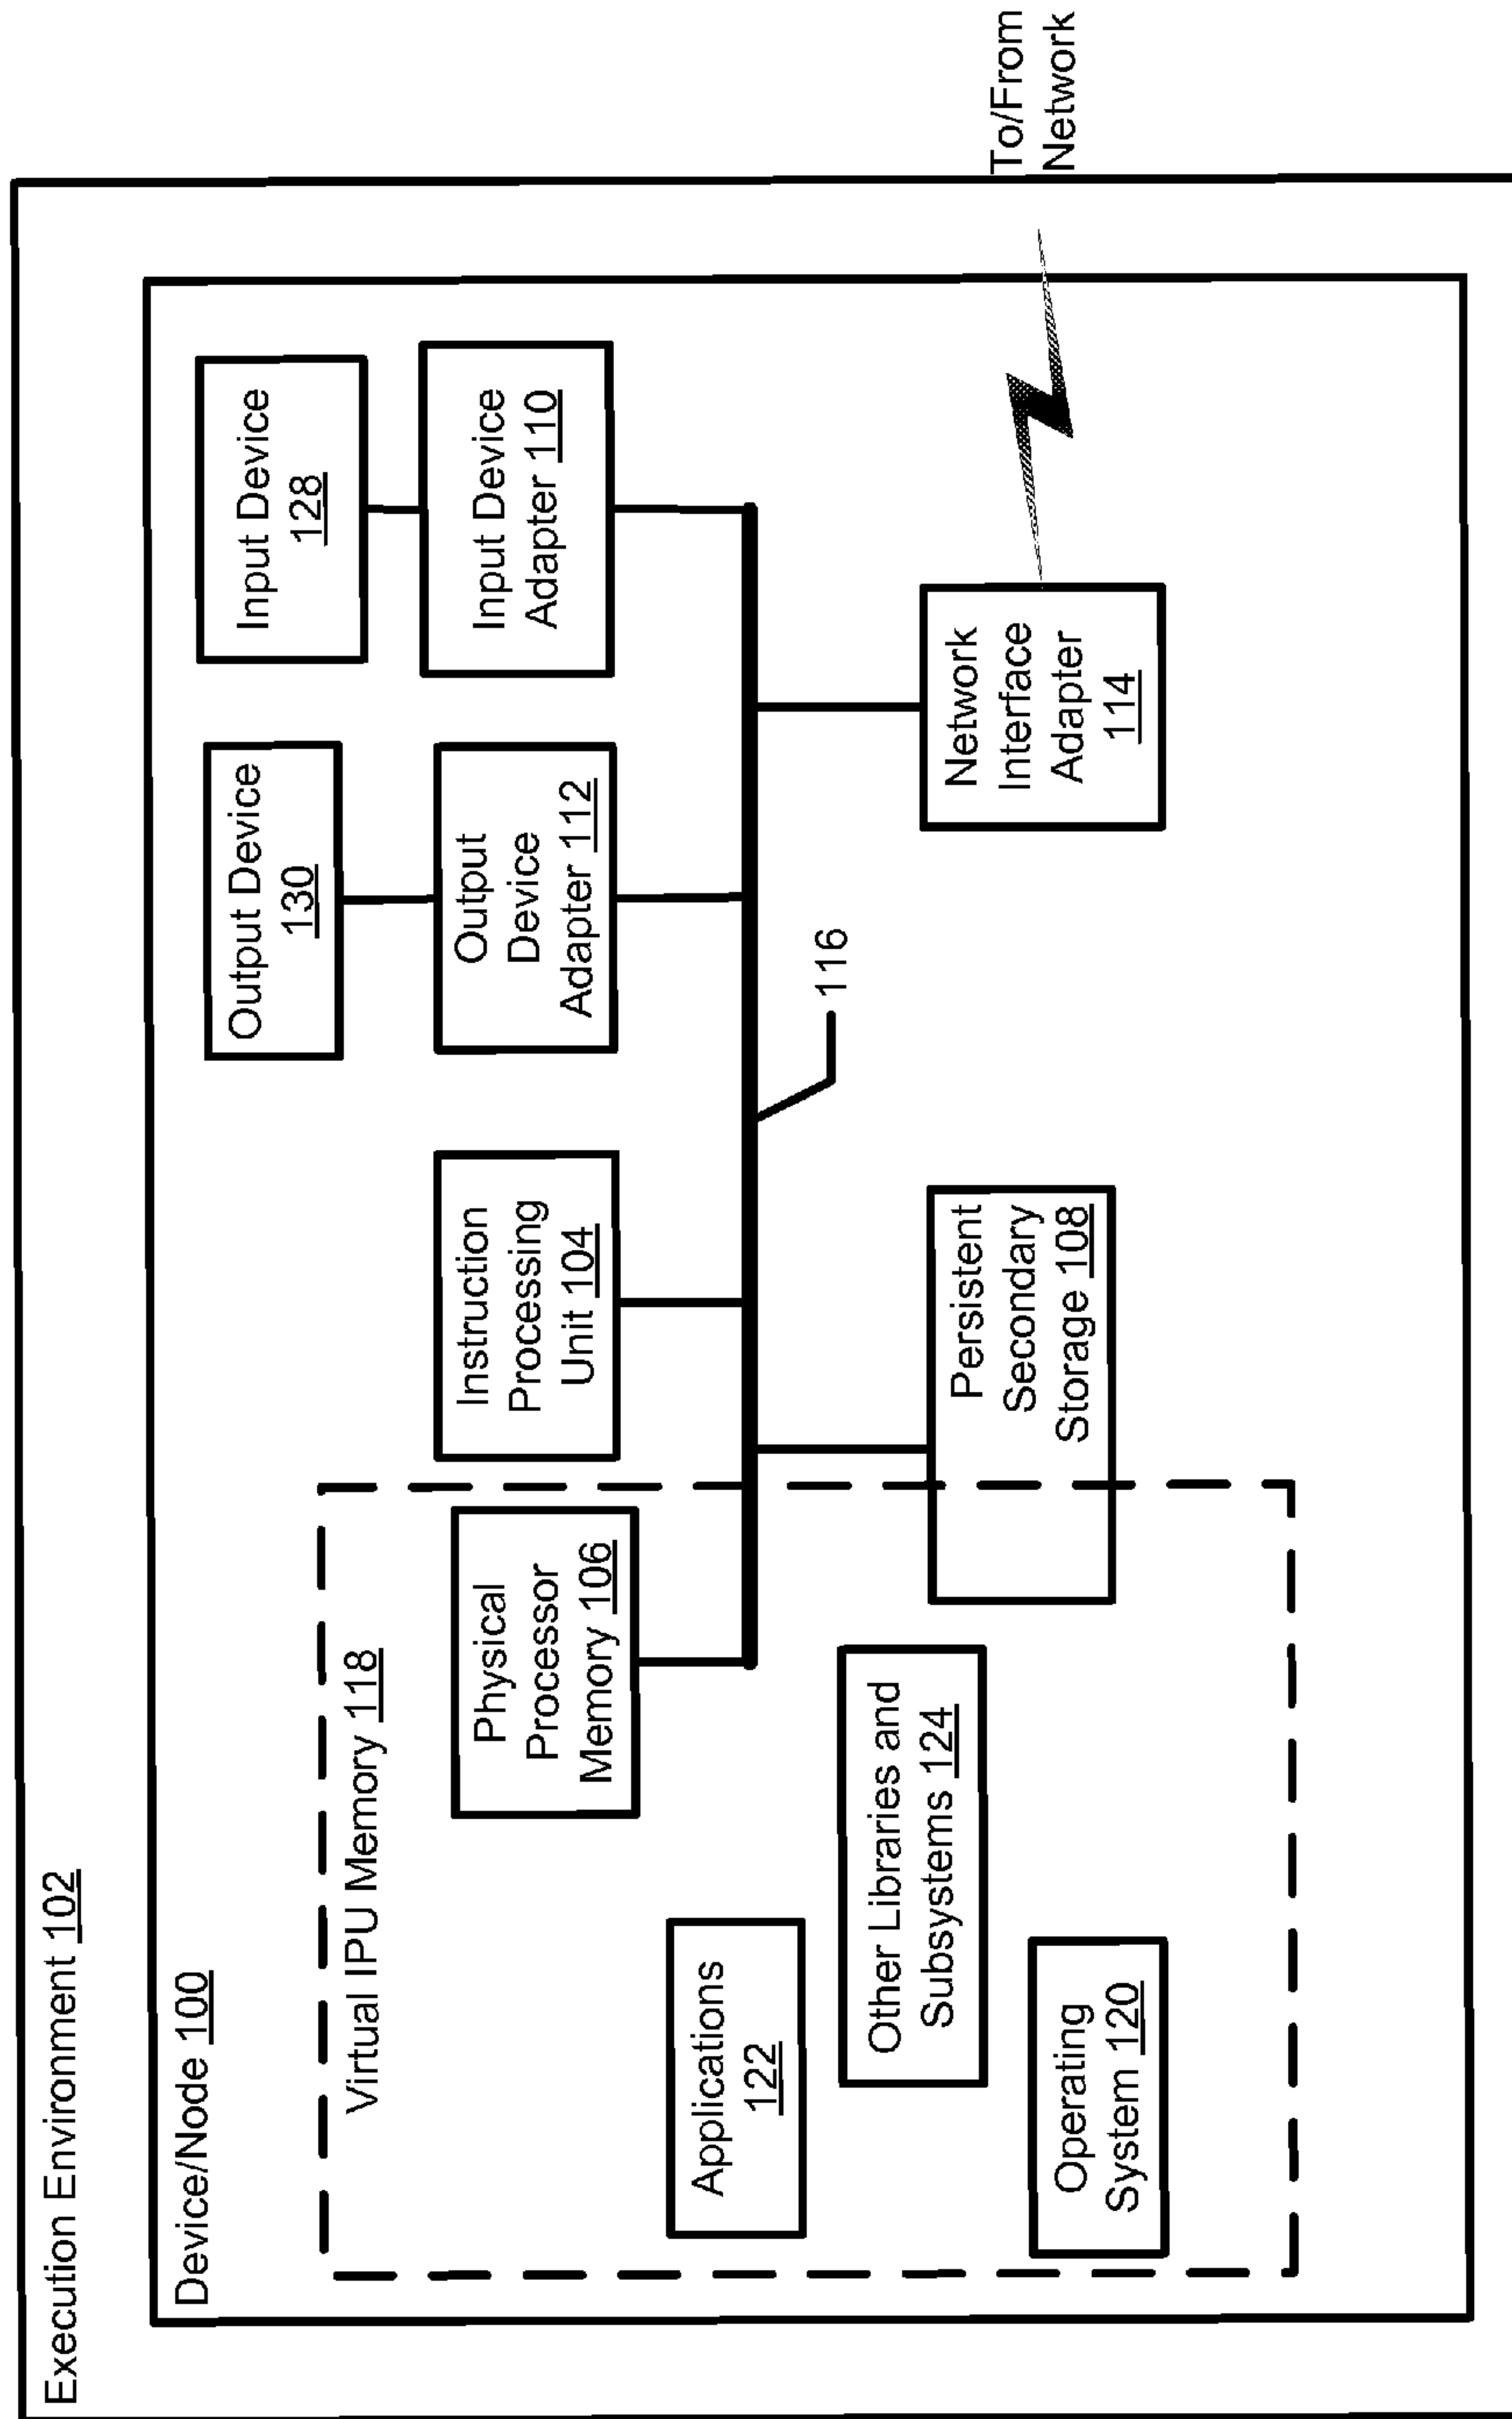 Execution Environment 102
Device/Node 100
Virtual IPU Memory 118
Output Device
130
Input Device
128
Physical
Processor
Memory 106
Instruction
Processing
Unit 104
Output
Device
Adapter 112
Input Device
Adapter 110
Applications
122
116
Other Libraries and
Subsystems 124
Persistent
Secondary
Storage 108
Network
Interface
Adapter
114
To/From
Network
Operating
System 120